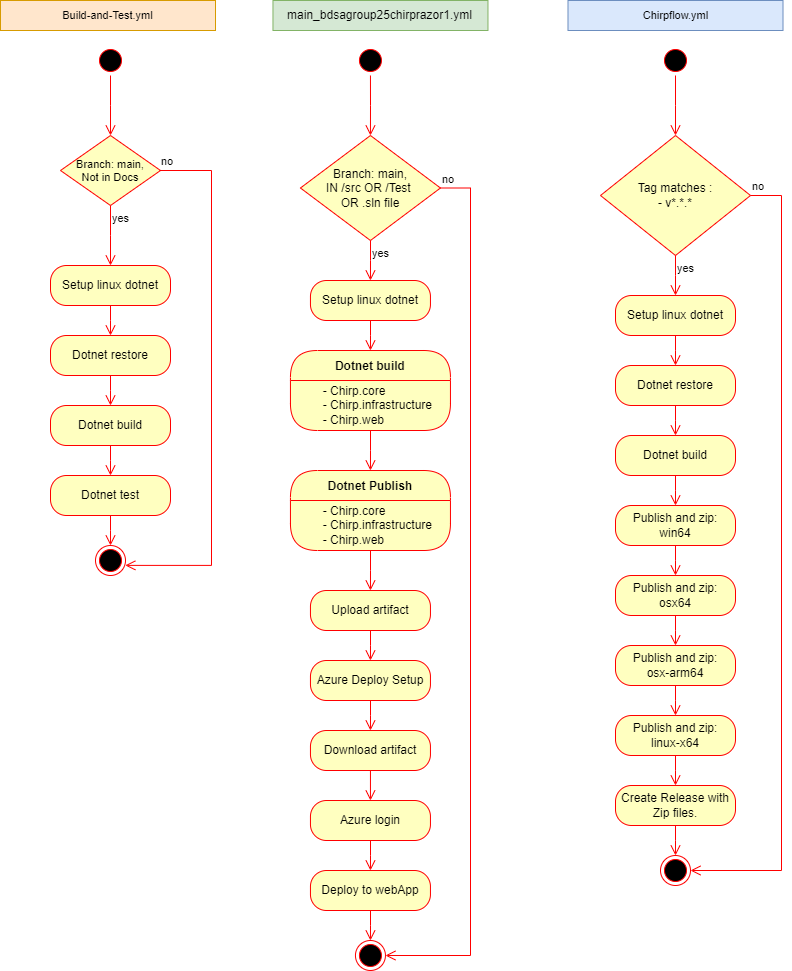 Build-and-Test.yml
Branch: main,
Not in Docs
no
yes
Setup linux dotnet
Dotnet restore
Dotnet build
Dotnet test
main_bdsagroup25chirprazor1.yml
Branch: main,
IN /src OR /Test
OR .sln file
no
yes
Setup linux dotnet
Dotnet build
- Chirp.core
- Chirp.infrastructure
- Chirp.web
Dotnet Publish
- Chirp.core
- Chirp.infrastructure
- Chirp.web
Upload artifact
Azure Deploy Setup
Download artifact
Azure login
Deploy to webApp
Chirpflow.yml
Tag matches :
- v*.*.*
no
yes
Setup linux dotnet
Dotnet restore
Dotnet build
Publish and zip:
win64
Publish and zip:
osx64
Publish and zip:
osx-arm64
Publish and zip:
linux-x64
Create Release with
Zip files.